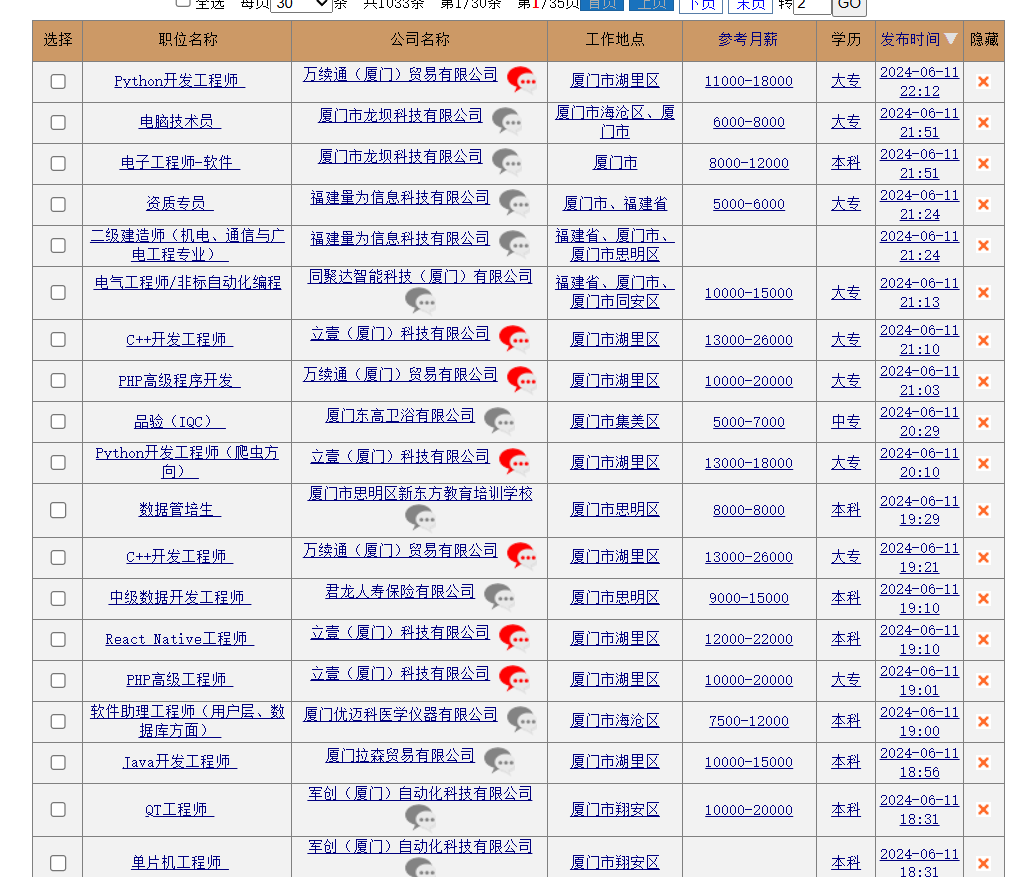 全选 每页 30 条 共1033条 第1/30条 第1/35页 首页 上页 下页 末页 转 2 GO
选择 职位名称 公司名称 工作地点 参考月薪 学历 发布时间 隐藏
Python开发工程师 万续通（厦门）贸易有限公司 厦门市湖里区 11000-18000 大专 2024-06-11
22:12
电脑技术员 厦门市龙坝科技有限公司 厦门市海沧区、厦
门市 6000-8000 大专 2024-06-11
21:51
电子工程师-软件 厦门市龙坝科技有限公司 厦门市 8000-12000 本科 2024-06-11
21:51
资质专员 福建量为信息科技有限公司 厦门市、福建省 5000-6000 大专 2024-06-11
21:24
二级建造师（机电、通信与广
电工程专业） 福建量为信息科技有限公司 福建省、厦门市、
厦门市思明区 2024-06-11
21:24
电气工程师/非标自动化编程 同聚达智能科技（厦门）有限公司 福建省、厦门市、
厦门市同安区 10000-15000 大专 2024-06-11
21:13
C++开发工程师 立壹（厦门）科技有限公司 厦门市湖里区 13000-26000 大专 2024-06-11
21:10
PHP高级程序开发 万续通（厦门）贸易有限公司 厦门市湖里区 10000-20000 大专 2024-06-11
21:03
品验（IQC） 厦门东高卫浴有限公司 厦门市集美区 5000-7000 中专 2024-06-11
20:29
Python开发工程师（爬虫方
向） 立壹（厦门）科技有限公司 厦门市湖里区 13000-18000 大专 2024-06-11
20:10
数据管培生 厦门市思明区新东方教育培训学校 厦门市思明区 8000-8000 本科 2024-06-11
19:29
C++开发工程师 万续通（厦门）贸易有限公司 厦门市湖里区 13000-26000 大专 2024-06-11
19:21
中级数据开发工程师 君龙人寿保险有限公司 厦门市思明区 9000-15000 本科 2024-06-11
19:10
React Native工程师 立壹（厦门）科技有限公司 厦门市湖里区 12000-22000 本科 2024-06-11
19:10
PHP高级工程师 立壹（厦门）科技有限公司 厦门市湖里区 10000-20000 大专 2024-06-11
19:01
软件助理工程师（用户层、数
据库方面） 厦门优迈科医学仪器有限公司 厦门市海沧区 7500-12000 本科 2024-06-11
19:00
Java开发工程师 厦门拉森贸易有限公司 厦门市湖里区 10000-15000 本科 2024-06-11
18:56
QT工程师 军创（厦门）自动化科技有限公司 厦门市翔安区 10000-20000 本科 2024-06-11
18:31
单片机工程师 军创（厦门）自动化科技有限公司 厦门市翔安区 本科 2024-06-11
18:31